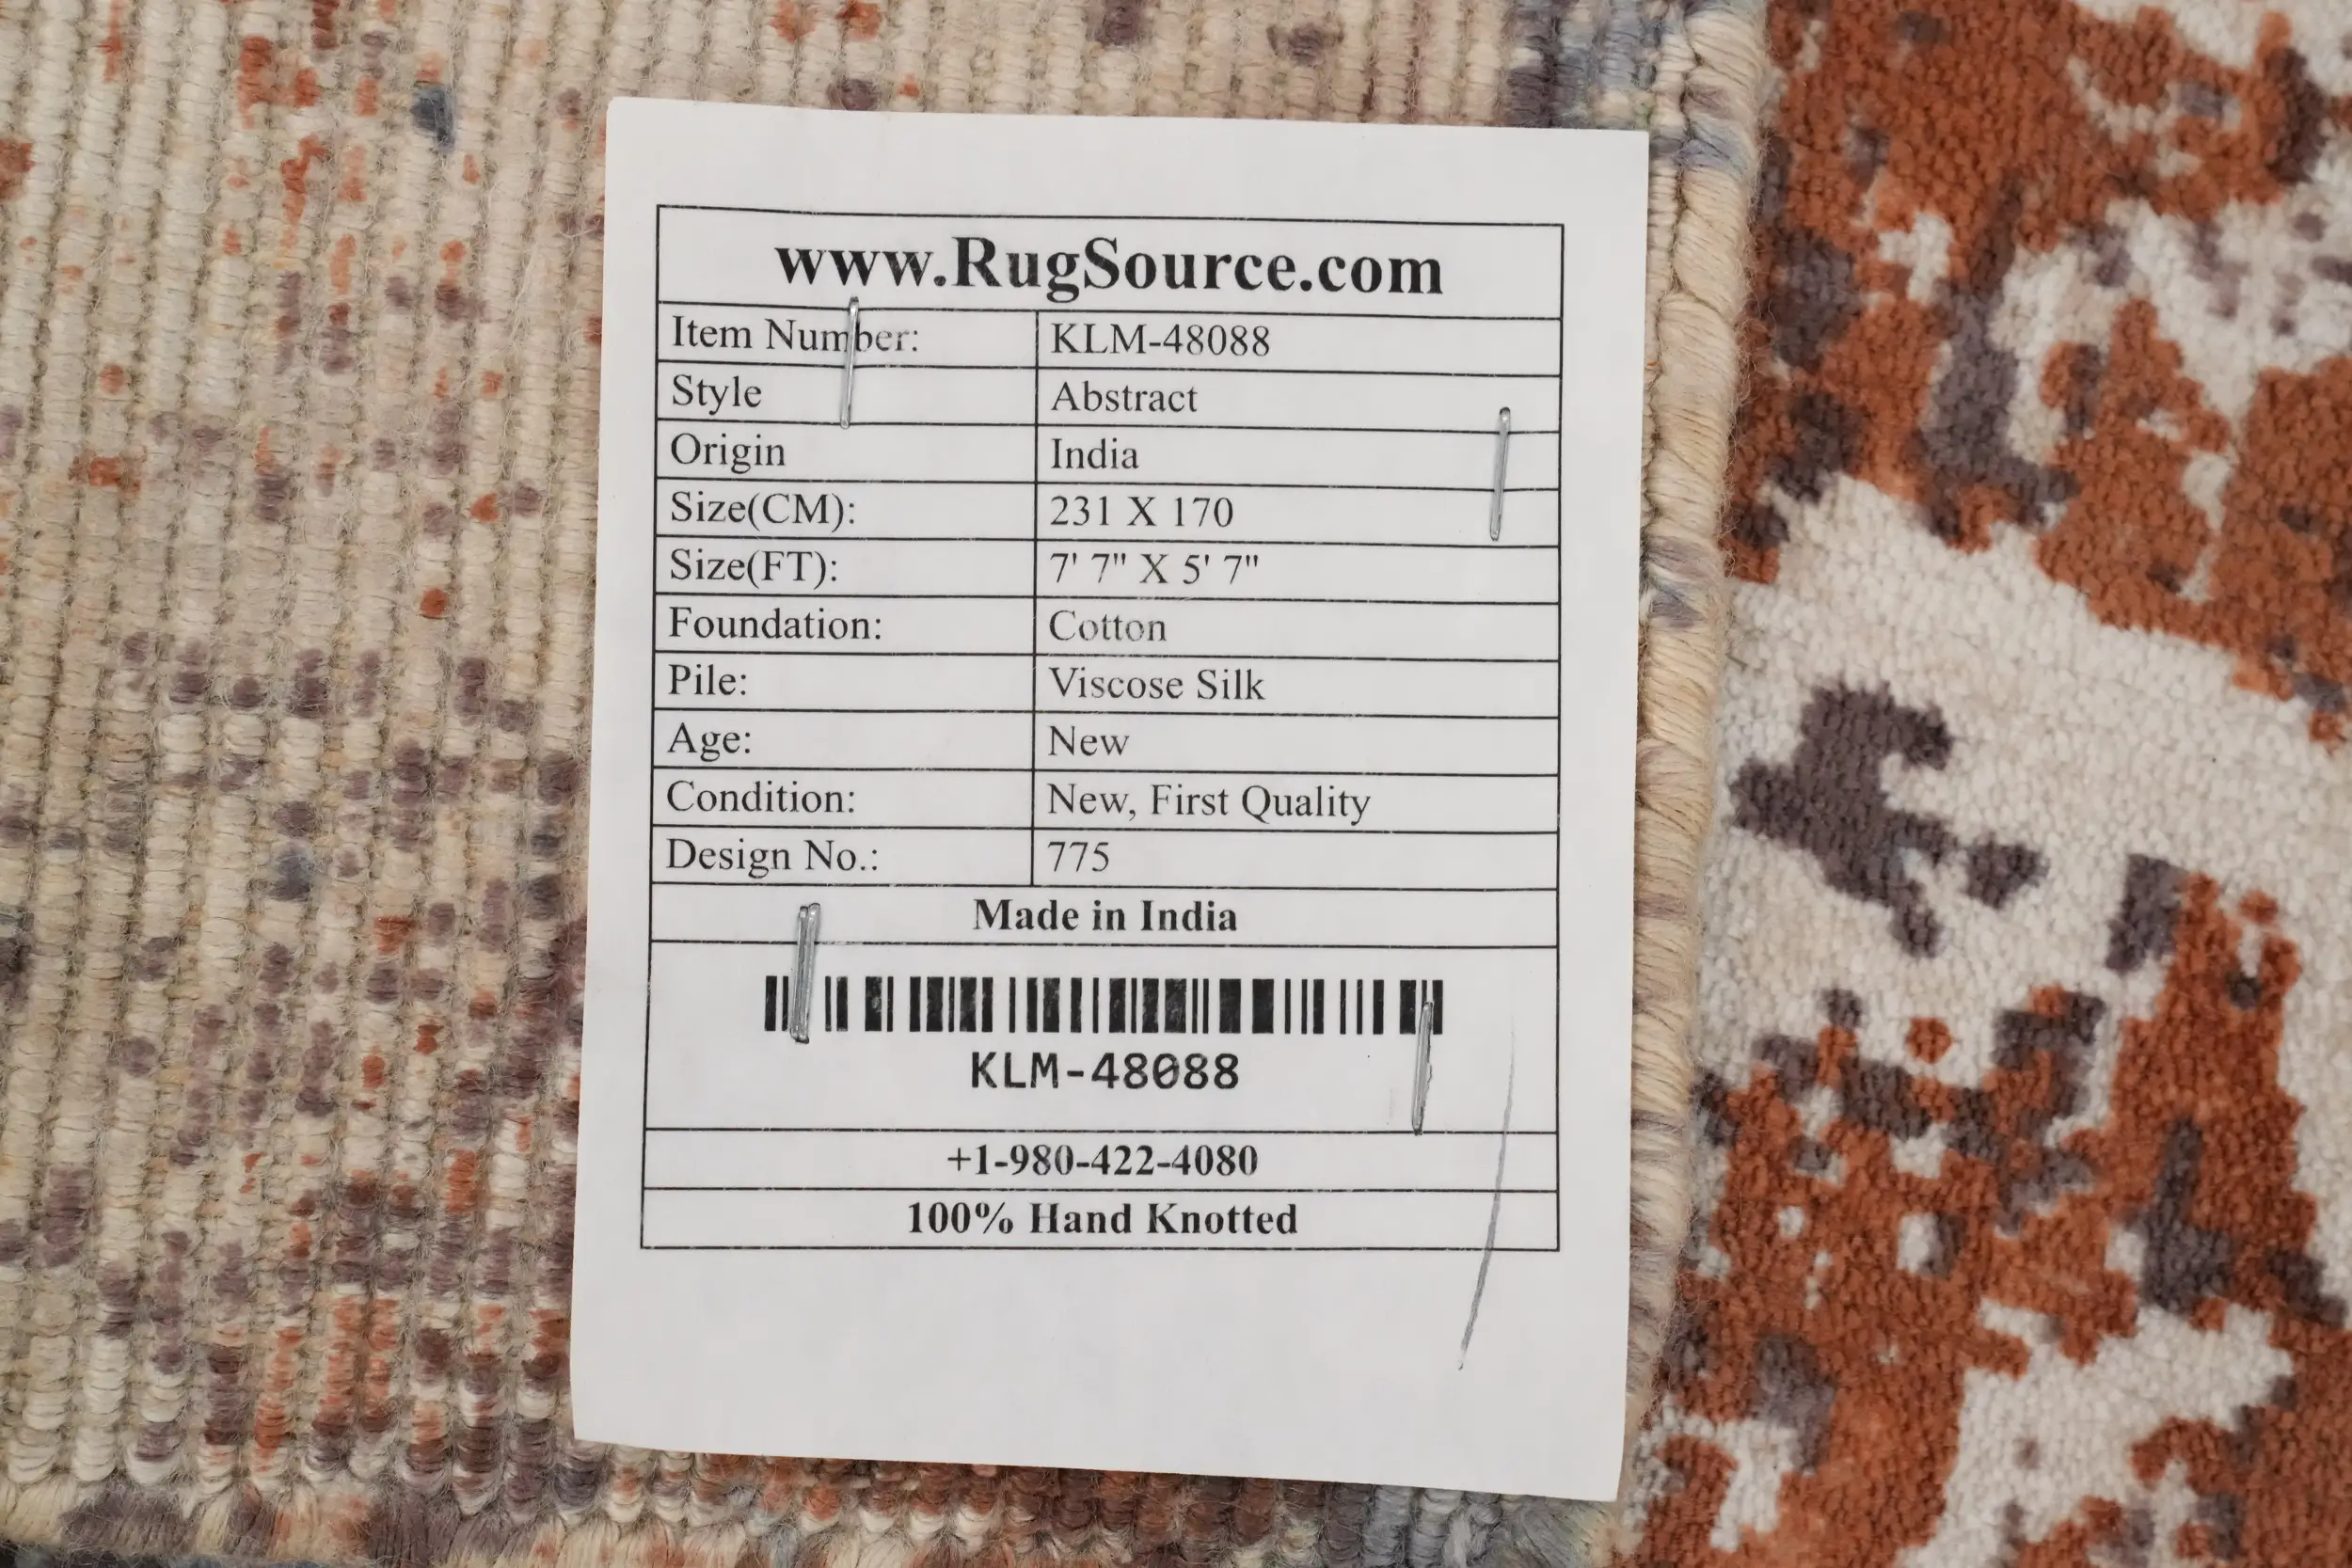 www.RugSource.com
Item Number: KLM-48088
Style Abstract
Origin India
Size(CM): 231 X 170
Size(FT): 7' 7" X 5' 7"
Foundation: Cotton
Pile: Viscose Silk
Age: New
Condition: New, First Quality
Design No.: 775
Made in India
KLM-48088
+1-980-422-4080
100% Hand Knotted